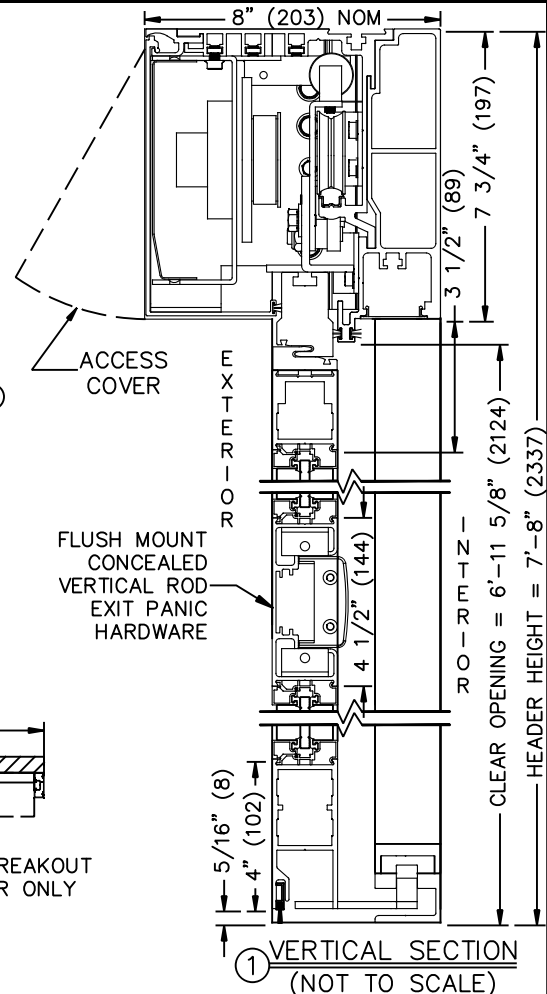 8" (203) NOM
7 3/4" (197)
3 1/2" (89)
ACCESS
COVER
EXTERIOR
FLUSH MOUNT
CONCEALED
VERTICAL ROD
EXIT PANIC
HARDWARE
4 1/2" (144)
INTERIOR
CLEAR OPENING = 6'-11 5/8" (2124)
HEADER HEIGHT = 7'-8" (2337)
5/16" (8)
4" (102)
REAKOUT
R ONLY
1 VERTICAL SECTION
(NOT TO SCALE)